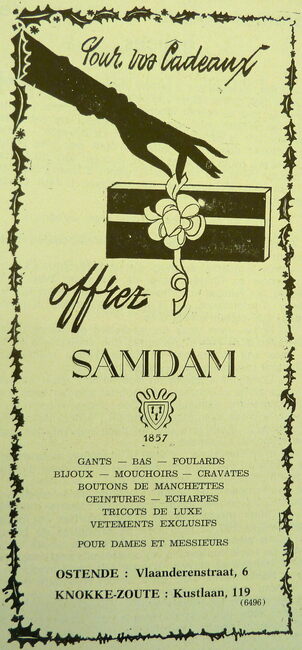 Pour vos Cadeaux
offrez
SAMDAM
1857
GANTS — BAS — FOULARDS
BIJOUX — MOUCHOIRS — CRAVATES
BOUTONS DE MANCHETTES
CEINTURES — ECHARPES
TRICOTS DE LUXE
VETEMENTS EXCLUSIFS
POUR DAMES ET MESSIEURS
OSTENDE : Vlaanderenstraat, 6
KNOKKE-ZOUTE : Kustlaan, 119
(6496)